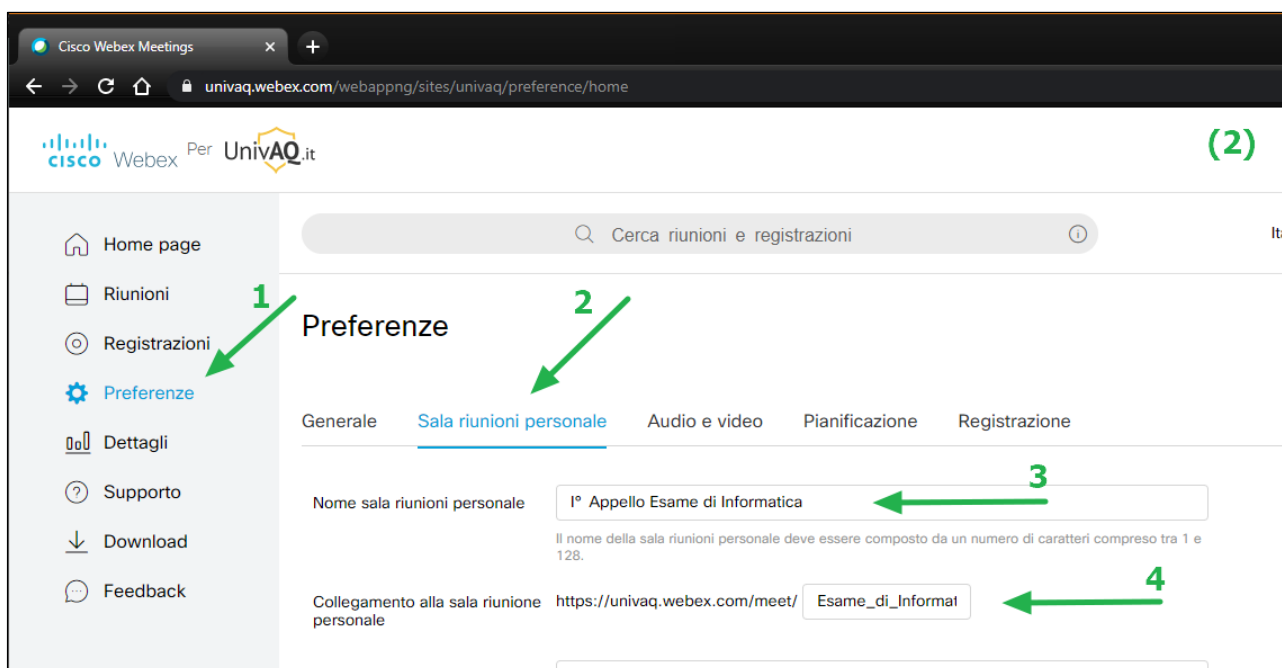 Cisco Webex Meetings
univaq.webex.com/webappng/sites/univaq/preference/home
cisco Webex Per UnivAQ.it
(2)
Home page
Cerca riunioni e registrazioni
Riunioni
1
2
Registrazioni
Preferenze
Preferenze
Generale Sala riunioni personale Audio e video Pianificazione Registrazione
Dettagli
Supporto
Download
Feedback
3
Nome sala riunioni personale I° Appello Esame di Informatica
Il nome della sala riunioni personale deve essere composto da un numero di caratteri compreso tra 1 e
128.
4
Collegamento alla sala riunione https://univaq.webex.com/meet/ Esame_di_Informat
personale